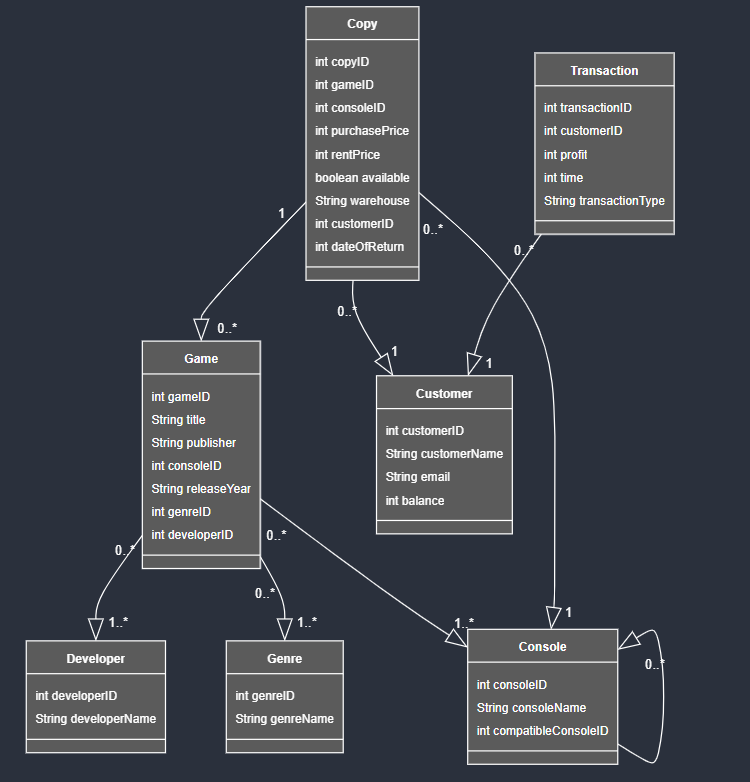 Copy
int copyID
int gameID
int consoleID
int purchasePrice
int rentPrice
boolean available
String warehouse
int customerID
int dateOfReturn
Transaction
int transactionID
int customerID
int profit
int time
String transactionType
1
0..*
0..*
0..*
0..*
1
1
Game
int gameID
String title
String publisher
int consoleID
String releaseYear
int genreID
int developerID
Customer
int customerID
String customerName
String email
int balance
0..*
0..*
0..*
1..*
1..*
1..*
1
0..*
Developer
int developerID
String developerName
Genre
int genreID
String genreName
Console
int consoleID
String consoleName
int compatibleConsoleID